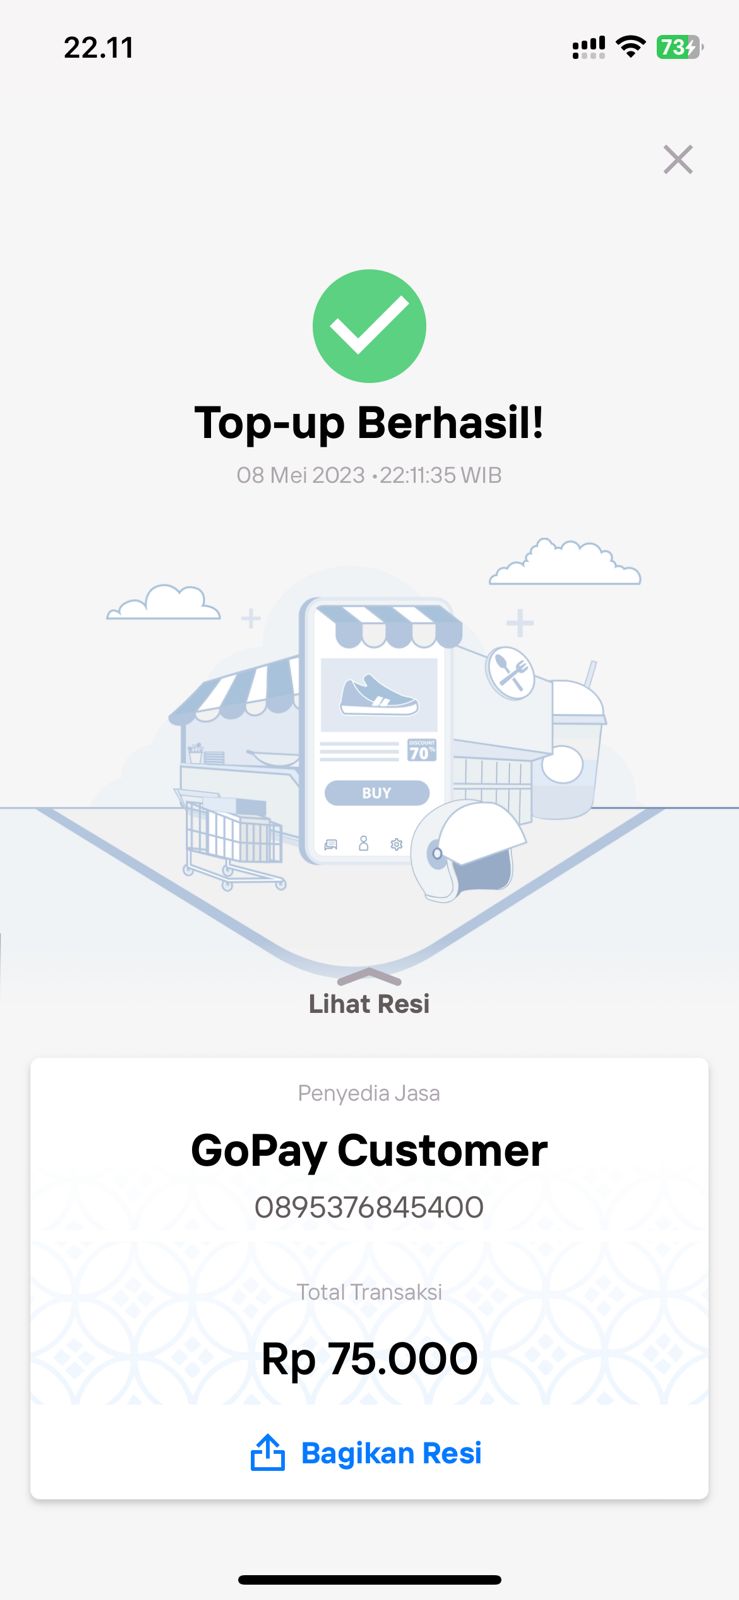 22.11
73
Top-up Berhasil!
08 Mei 2023 •22:11:35 WIB
DISCOUNT
70%
BUY
Lihat Resi
Penyedia Jasa
GoPay Customer
0895376845400
Total Transaksi
Rp 75.000
Bagikan Resi